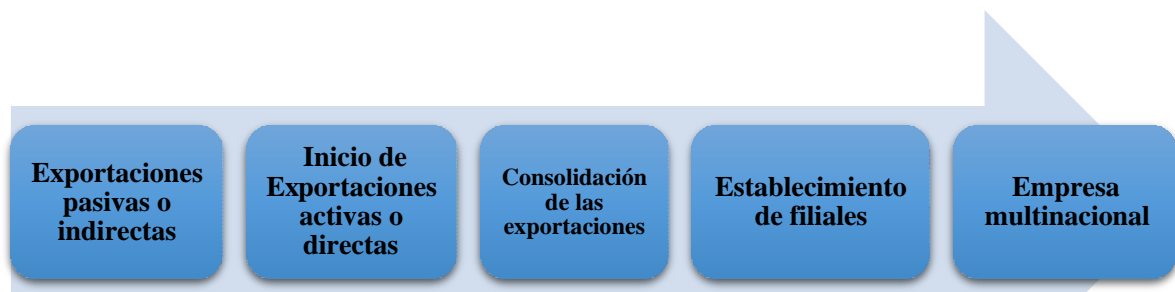 Exportaciones
pasivas o
indirectas
Inicio de
Exportaciones
activas o
directas
Consolidación
de las
exportaciones
Establecimiento
de filiales
Empresa
multinacional